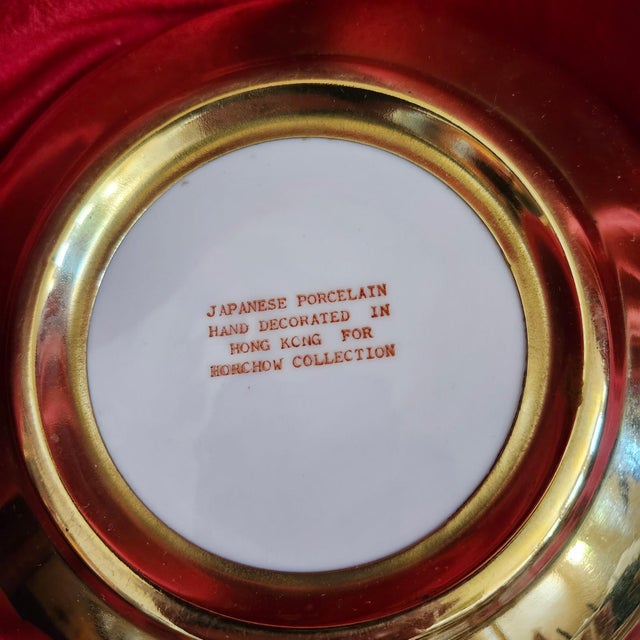 JAPANESE PORCELAIN
HAND DECORATED IN
HONG KONG FOR
HORCHOW COLLECTION